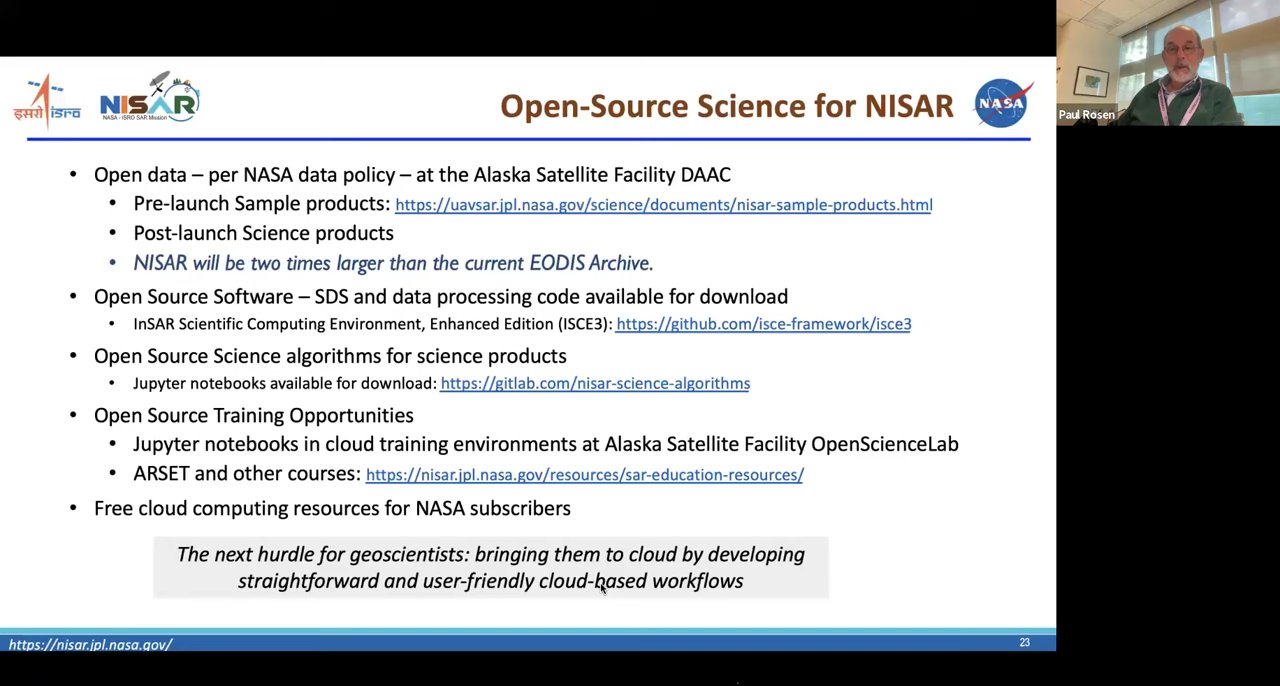 इसरो isro
NISAR
NASA - ISRO SAR Mission
Open-Source Science for NISAR
NASA
Paul Rosen
• Open data – per NASA data policy – at the Alaska Satellite Facility DAAC
• Pre-launch Sample products: https://uavsar.jpl.nasa.gov/science/documents/nisar-sample-products.html
• Post-launch Science products
• NISAR will be two times larger than the current EODIS Archive.
• Open Source Software – SDS and data processing code available for download
• InSAR Scientific Computing Environment, Enhanced Edition (ISCE3): https://github.com/isce-framework/isce3
• Open Source Science algorithms for science products
• Jupyter notebooks available for download: https://gitlab.com/nisar-science-algorithms
• Open Source Training Opportunities
• Jupyter notebooks in cloud training environments at Alaska Satellite Facility OpenScienceLab
• ARSET and other courses: https://nisar.jpl.nasa.gov/resources/sar-education-resources/
• Free cloud computing resources for NASA subscribers
The next hurdle for geoscientists: bringing them to cloud by developing
straightforward and user-friendly cloud-based workflows
https://nisar.jpl.nasa.gov/
23